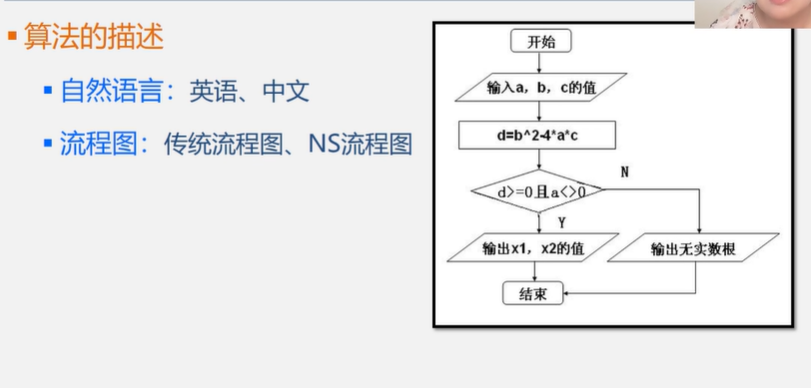 算法的描述
自然语言：英语、中文
流程图：传统流程图、NS流程图
开始
输入a，b，c的值
d=b^2-4*a*c
d>=0且a<>0
N
Y
输出x1，x2的值
输出无实数根
结束